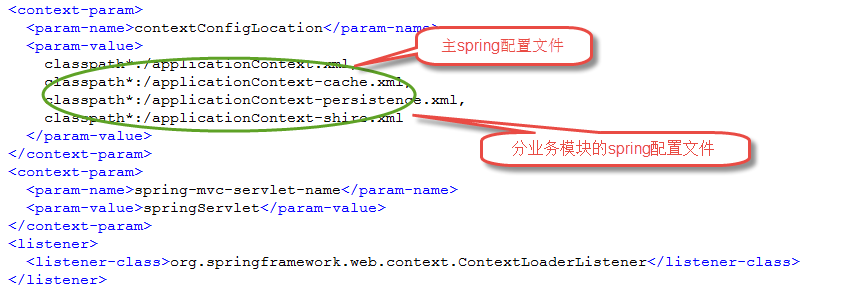 <context-param>
<param-name>contextConfigLocation</param-name>
主spring配置文件
<param-value>
classpath*:/applicationContext.xml,
classpath*:/applicationContext-cache.xml,
classpath*:/applicationContext-persistence.xml,
classpath*:/applicationContext-shiro.xml
</param-value>
分业务模块的spring配置文件
</context-param>
<context-param>
<param-name>spring-mvc-servlet-name</param-name>
<param-value>springServlet</param-value>
</context-param>
<listener>
<listener-class>org.springframework.web.context.ContextLoaderListener</listener-class>
</listener>